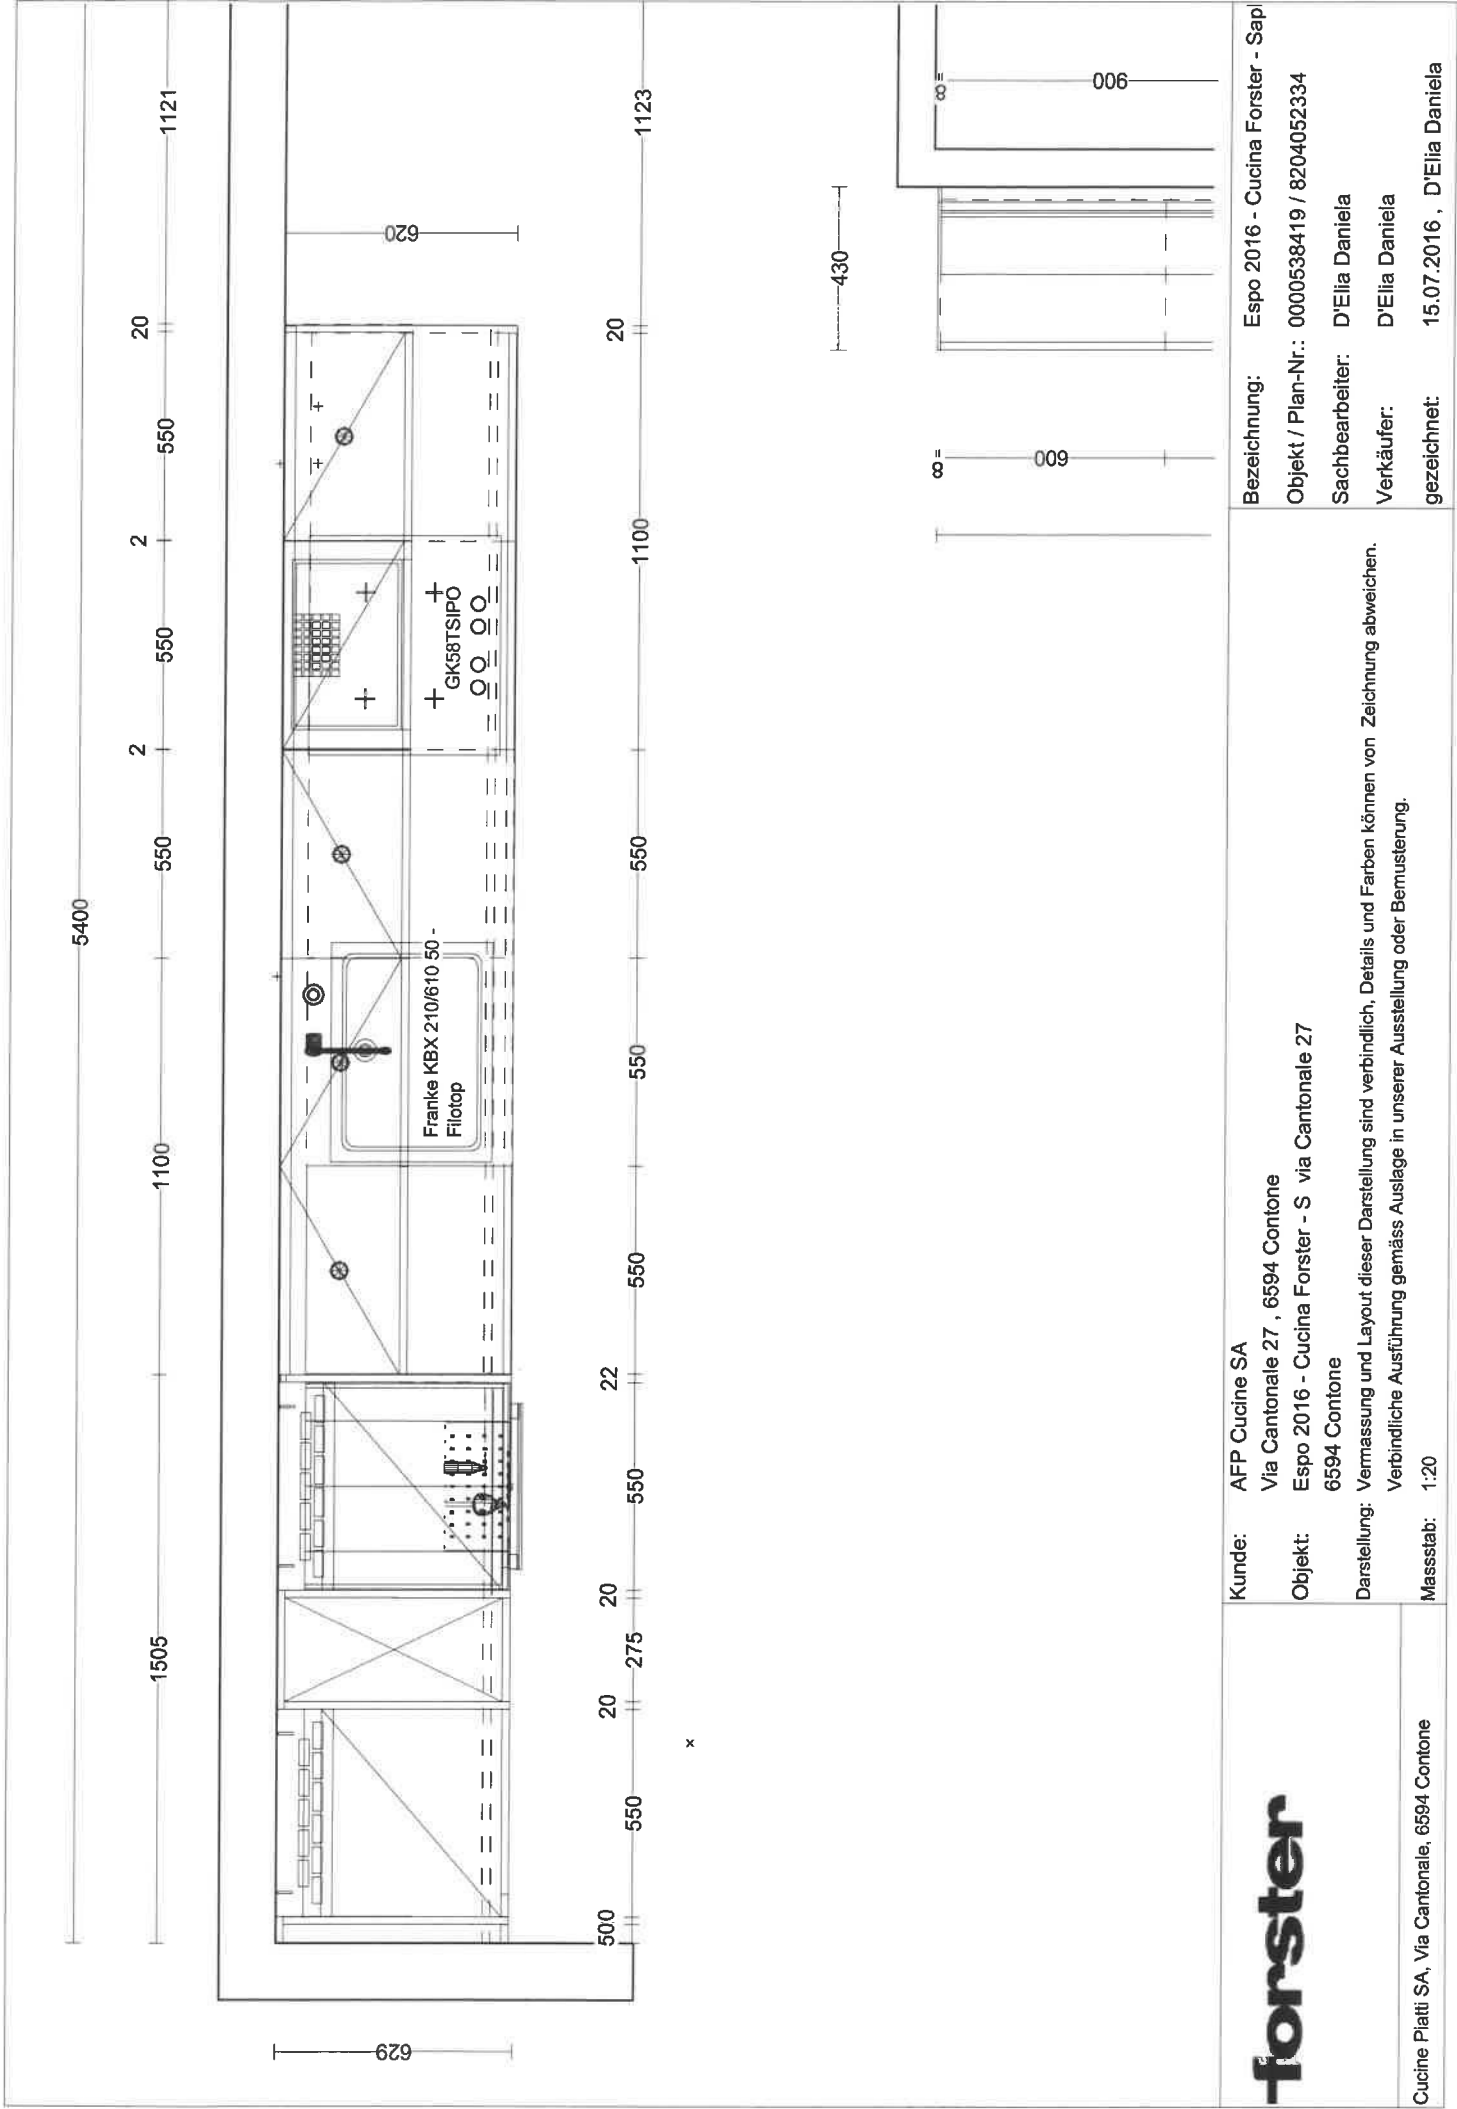 5400
1505
1100
550
2
550
2
550
20
1121
629
620
Franke KBX 210/610 50 -
Filotop
GK58TSIPO
550
20
275
20
550
22
550
550
550
1100
20
1123
x
430
8 =
600
8 =
900
forster
Cucine Piatti SA, Via Cantonale, 6594 Contone
Kunde: AFP Cucine SA
Via Cantonale 27 , 6594 Contone
Objekt: Espo 2016 - Cucina Forster - S via Cantonale 27
6594 Contone
Darstellung: Vermassung und Layout dieser Darstellung sind verbindlich, Details und Farben können von Zeichnung abweichen.
Verbindliche Ausführung gemäss Auslage in unserer Ausstellung oder Bemusterung.
Massstab: 1:20
Bezeichnung: Espo 2016 - Cucina Forster - Sapl
Objekt / Plan-Nr.: 0000538419 / 8204052334
Sachbearbeiter: D'Elia Daniela
Verkäufer: D'Elia Daniela
gezeichnet: 15.07.2016 , D'Elia Daniela